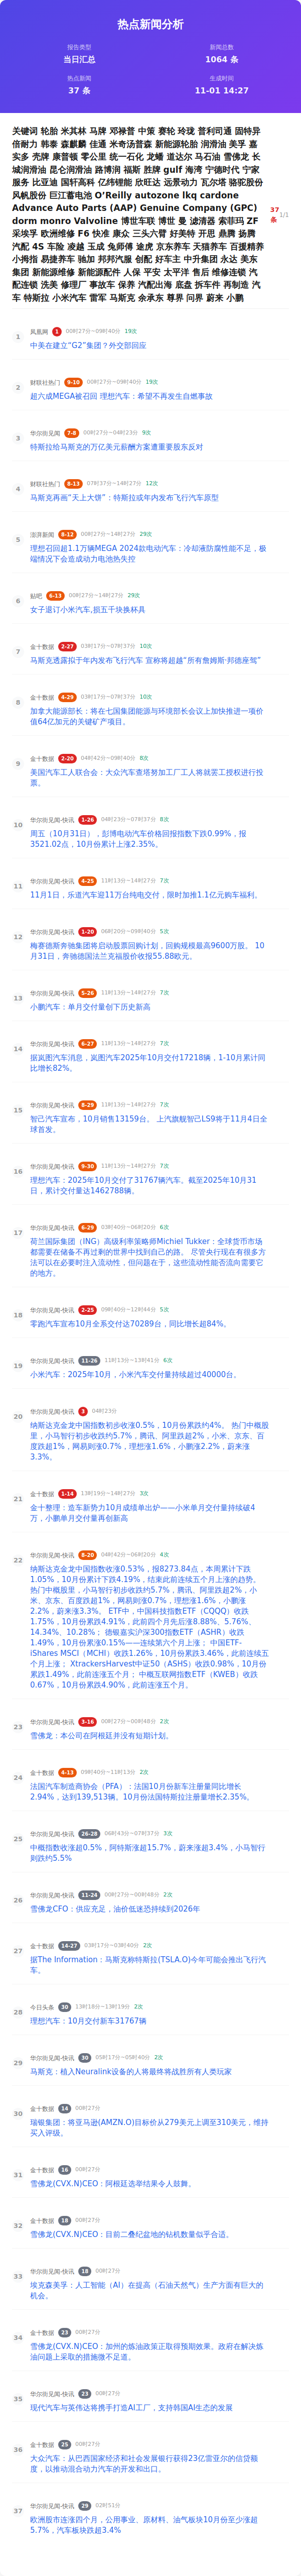 热点新闻分析
报告类型
当日汇总
新闻总数
1064 条
热点新闻
37 条
生成时间
11-01 14:27
关键词 轮胎 米其林 马牌 邓禄普 中策 赛轮 玲珑 普利司通 固特异
倍耐力 韩泰 森麒麟 佳通 米奇汤普森 新能源轮胎 润滑油 美孚 嘉
实多 壳牌 康普顿 零公里 统一石化 龙蟠 道达尔 马石油 雪佛龙 长
城润滑油 昆仑润滑油 路博润 福斯 胜牌 gulf 海湾 宁德时代 宁家
服务 比亚迪 国轩高科 亿纬锂能 欣旺达 远景动力 瓦尔塔 骆驼股份
风帆股份 巨江蓄电池 O’Reilly autozone lkq cardone
Advance Auto Parts (AAP) Genuine Company (GPC)
dorm monro Valvoline 博世车联 博世 曼 滤清器 索菲玛 ZF
采埃孚 欧洲维修 F6 快准 康众 三头六臂 好美特 开思 鼎腾 扬腾
汽配 4S 车险 凌越 玉成 兔师傅 途虎 京东养车 天猫养车 百援精养
小拇指 易捷养车 驰加 邦邦汽服 创配 好车主 中升集团 永达 美东
集团 新能源维修 新能源配件 人保 平安 太平洋 售后 维修连锁 汽
配连锁 洗美 修理厂 事故车 保养 汽配出海 底盘 拆车件 再制造 汽
车 特斯拉 小米汽车 雷军 马斯克 余承东 尊界 问界 蔚来 小鹏
37
条
1/1
1
凤凰网 1 00时27分~09时40分 19次
中美在建立“G2”集团？外交部回应
2
财联社热门 9-10 00时27分~09时40分 19次
超六成MEGA被召回 理想汽车：希望不再发生自燃事故
3
华尔街见闻 7-8 00时27分~04时23分 9次
特斯拉给马斯克的万亿美元薪酬方案遭重要股东反对
4
财联社热门 8-13 07时37分~14时27分 12次
马斯克再画“天上大饼”：特斯拉或年内发布飞行汽车原型
5
澎湃新闻 8-12 00时27分~14时27分 29次
理想召回超1.1万辆MEGA 2024款电动汽车：冷却液防腐性能不足，极
端情况下会造成动力电池热失控
6
贴吧 6-13 00时27分~14时27分 29次
女子退订小米汽车,损五千块换杯具
7
金十数据 2-27 03时17分~07时37分 10次
马斯克透露拟于年内发布飞行汽车 宣称将超越“所有詹姆斯·邦德座驾”
8
金十数据 4-29 03时17分~07时37分 10次
加拿大能源部长：将在七国集团能源与环境部长会议上加快推进一项价
值64亿加元的关键矿产项目。
9
金十数据 2-20 04时42分~09时40分 8次
美国汽车工人联合会：大众汽车查塔努加工厂工人将就罢工授权进行投
票。
10
华尔街见闻-快讯 1-26 04时23分~07时37分 8次
周五（10月31日），彭博电动汽车价格回报指数下跌0.99%，报
3521.02点，10月份累计上涨2.35%。
11
华尔街见闻-快讯 4-25 11时13分~14时27分 7次
11月1日，乐道汽车迎11万台纯电交付，限时加推1.1亿元购车福利。
12
华尔街见闻-快讯 1-20 06时20分~09时40分 5次
梅赛德斯奔驰集团将启动股票回购计划，回购规模最高9600万股。 10
月31日，奔驰德国法兰克福股价收报55.88欧元。
13
华尔街见闻-快讯 5-26 11时13分~14时27分 7次
小鹏汽车：单月交付量创下历史新高
14
华尔街见闻-快讯 6-27 11时13分~14时27分 7次
据岚图汽车消息，岚图汽车2025年10月交付17218辆，1-10月累计同
比增长82%。
15
华尔街见闻-快讯 8-29 11时13分~14时27分 7次
智己汽车宣布，10月销售13159台。 上汽旗舰智己LS9将于11月4日全
球首发。
16
华尔街见闻-快讯 9-30 11时13分~14时27分 7次
理想汽车：2025年10月交付了31767辆汽车。截至2025年10月31
日，累计交付量达1462788辆。
17
华尔街见闻-快讯 6-29 03时40分~06时20分 6次
荷兰国际集团（ING）高级利率策略师Michiel Tukker：全球货币市场
都需要在储备不再过剩的世界中找到自己的路。 尽管央行现在有很多方
法可以在必要时注入流动性，但问题在于，这些流动性能否流向需要它
的地方。
18
华尔街见闻-快讯 2-25 09时40分~12时44分 5次
零跑汽车宣布10月全系交付达70289台，同比增长超84%。
19
华尔街见闻-快讯 11-26 11时13分~13时41分 6次
小米汽车：2025年10月，小米汽车交付量持续超过40000台。
20
华尔街见闻-快讯 3 04时23分
纳斯达克金龙中国指数初步收涨0.5%，10月份累跌约4%。 热门中概股
里，小马智行初步收跌约5.7%，腾讯、阿里跌超2%，小米、京东、百
度跌超1%，网易则涨0.7%，理想涨1.6%，小鹏涨2.2%，蔚来涨
3.3%。
21
金十数据 1-14 13时19分~14时27分 3次
金十整理：造车新势力10月成绩单出炉——小米单月交付量持续破4
万，小鹏单月交付量再创新高
22
华尔街见闻-快讯 8-20 04时42分~06时20分 4次
纳斯达克金龙中国指数收涨0.53%，报8273.84点，本周累计下跌
1.05%，10月份累计下跌4.19%，结束此前连续五个月上涨的趋势。
热门中概股里，小马智行初步收跌约5.7%，腾讯、阿里跌超2%，小
米、京东、百度跌超1%，网易则涨0.7%，理想涨1.6%，小鹏涨
2.2%，蔚来涨3.3%。 ETF中，中国科技指数ETF（CQQQ）收跌
1.75%，10月份累跌4.91%，此前四个月先后涨8.88%、5.76%、
14.34%、10.28%； 德银嘉实沪深300指数ETF（ASHR）收跌
1.49%，10月份累涨0.15%——连续第六个月上涨； 中国ETF-
iShares MSCI（MCHI）收跌1.26%，10月份累跌3.46%，此前连续五
个月上涨； XtrackersHarvest中证50（ASHS）收跌0.98%，10月份
累跌1.49%，此前连涨五个月； 中概互联网指数ETF（KWEB）收跌
0.67%，10月份累跌4.90%，此前连涨五个月。
23
华尔街见闻-快讯 3-16 00时27分~00时48分 2次
雪佛龙：本公司在阿根廷并没有短期计划。
24
金十数据 4-13 09时40分~11时13分 2次
法国汽车制造商协会（PFA）：法国10月份新车注册量同比增长
2.94%，达到139,513辆。10月份法国特斯拉注册量增长2.35%。
25
华尔街见闻-快讯 26-28 06时43分~07时37分 3次
中概指数收涨超0.5%，阿特斯涨超15.7%，蔚来涨超3.4%，小马智行
则跌约5.5%
26
华尔街见闻-快讯 11-24 00时27分~00时48分 2次
雪佛龙CFO：供应充足，油价低迷恐持续到2026年
27
金十数据 14-27 03时17分~03时40分 2次
据The Information：马斯克称特斯拉(TSLA.O)今年可能会推出飞行汽
车。
28
今日头条 30 13时18分~13时19分 2次
理想汽车：10月交付新车31767辆
29
华尔街见闻-快讯 30 05时17分~05时40分 2次
马斯克：植入Neuralink设备的人将最终将战胜所有人类玩家
30
金十数据 14 00时27分
瑞银集团：将亚马逊(AMZN.O)目标价从279美元上调至310美元，维持
买入评级。
31
金十数据 16 00时27分
雪佛龙(CVX.N)CEO：阿根廷选举结果令人鼓舞。
32
金十数据 18 00时27分
雪佛龙(CVX.N)CEO：目前二叠纪盆地的钻机数量似乎合适。
33
华尔街见闻-快讯 18 00时27分
埃克森美孚：人工智能（AI）在提高（石油天然气）生产方面有巨大的
机会。
34
金十数据 23 00时27分
雪佛龙(CVX.N)CEO：加州的炼油政策正取得预期效果。政府在解决炼
油问题上采取的措施微不足道。
35
华尔街见闻-快讯 23 00时27分
现代汽车与英伟达将携手打造AI工厂，支持韩国AI生态的发展
36
金十数据 25 00时27分
大众汽车：从巴西国家经济和社会发展银行获得23亿雷亚尔的信贷额
度，以推动混合动力汽车的开发和出口。
37
华尔街见闻-快讯 29 02时51分
欧洲股市连涨四个月，公用事业、原材料、油气板块10月份至少涨超
5.7%，汽车板块跌超3.4%